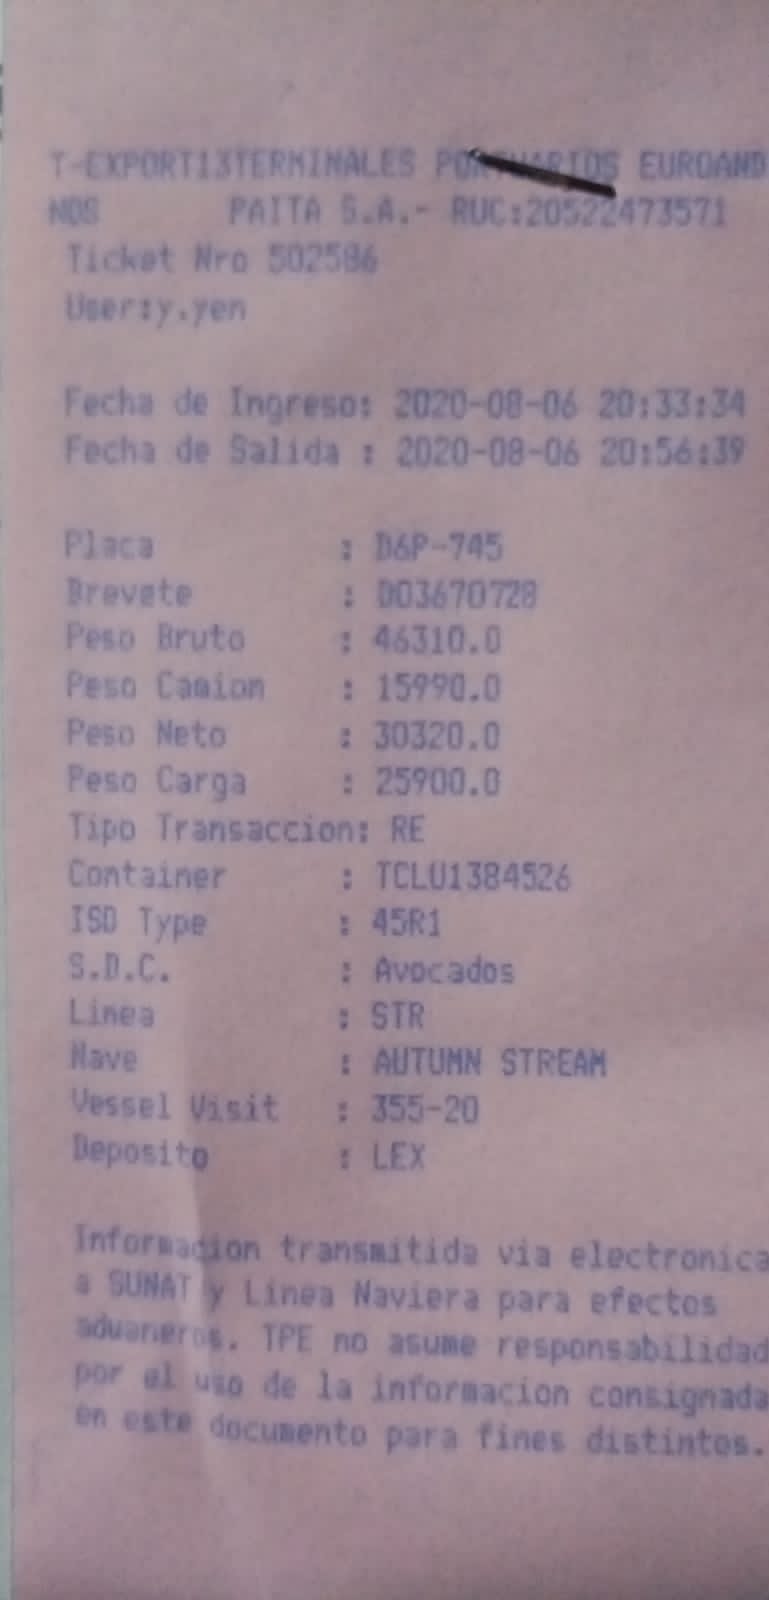 T-EXPORT13TERMINALES PORTUARIOS EUROAND
NOS PAITA S.A.- RUC:20522473571
Ticket Nro 502586
User:y.yen
Fecha de Ingreso: 2020-08-06 20:33:34
Fecha de Salida : 2020-08-06 20:56:39
Placa : D6P-745
Brevete : D03670728
Peso Bruto : 46310.0
Peso Camion : 15990.0
Peso Neto : 30320.0
Peso Carga : 25900.0
Tipo Transaccion: RE
Container : TCLU1384526
ISO Type : 45R1
S.D.C. : Avocados
Linea : STR
Nave : AUTUMN STREAM
Vessel Visit : 355-20
Deposito : LEX
Informacion transmitida via electronica
a SUNAT y Linea Naviera para efectos
aduaneros. TPE no asume responsabilidad
por el uso de la informacion consignada
en este documento para fines distintos.